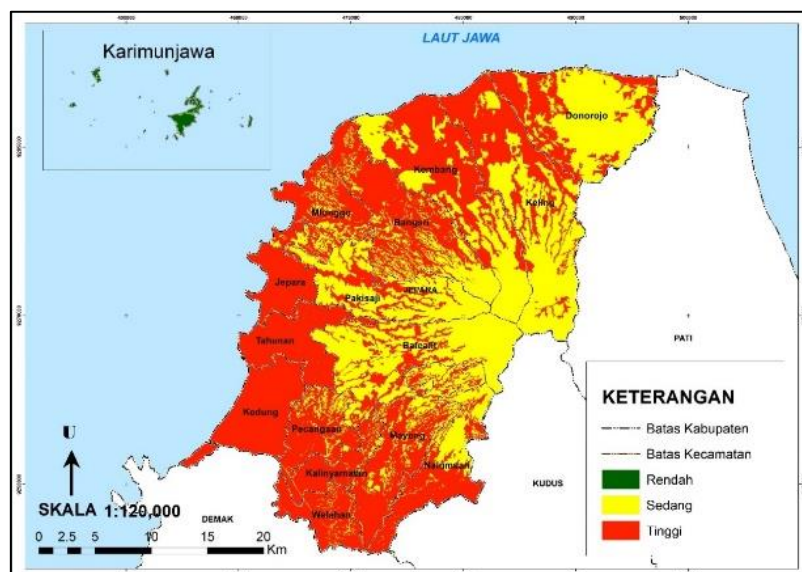 LAUT JAWA
Karimunjawa
Donorojo
Kembang
Keling
Mlonggo
Bangsri
Jepara
Pakisaji
JEPARA
Tahunan
Batealit
PATI
Kedung
Pecangaan
Mayong
Nalumsari
Kalinyamatan
Welahan
KUDUS
DEMAK
U
SKALA 1:120,000
0 2.5 5 10 15 20
Km
KETERANGAN
Batas Kabupaten
Batas Kecamatan
Rendah
Sedang
Tinggi